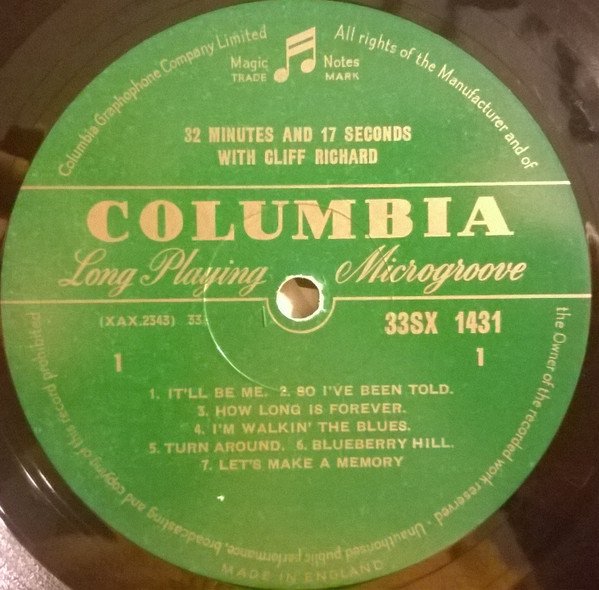 Columbia Graphophone Company Limited
Magic Notes
TRADE MARK
All rights of the Manufacturer and of
the Owner of the recorded work reserved · Unauthorised public performance, broadcasting and copying of this record prohibited
32 MINUTES AND 17 SECONDS
WITH CLIFF RICHARD
COLUMBIA
Long Playing Microgroove
(XAX.2343) 33
33SX 1431
1 1
1. IT'LL BE ME. 2. SO I'VE BEEN TOLD.
3. HOW LONG IS FOREVER.
4. I'M WALKIN' THE BLUES.
5. TURN AROUND. 6. BLUEBERRY HILL.
7. LET'S MAKE A MEMORY
MADE IN ENGLAND